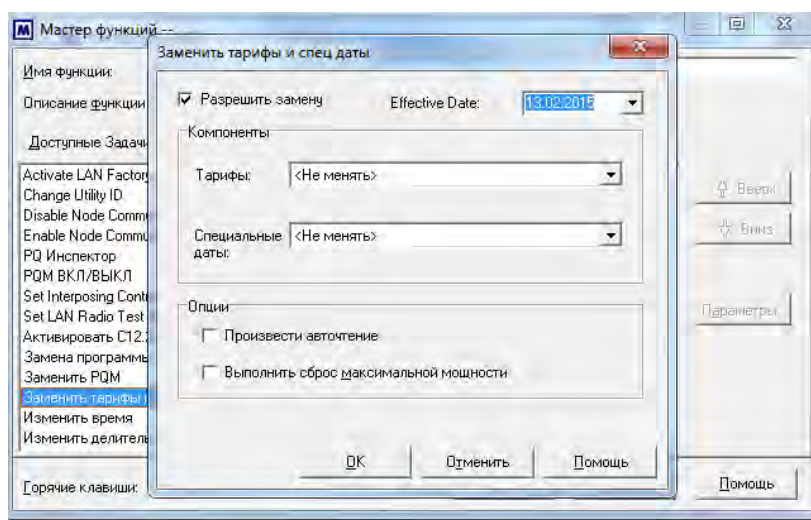 Мастер функций --
Заменить тарифы и спец даты
Имя функции:
Описание функции
Разрешить замену Effective Date: 13.02.2015
Компоненты
Доступные Задачи
Тарифы: <Не менять>
Activate LAN Factory
Change Utility ID
Вверх
Disable Node Commu
Специальные даты: <Не менять>
Enable Node Commu
Вниз
PQ Инспектор
PQM ВКЛ/ВЫКЛ
Set Interposing Cont
Опции
Set LAN Radio Test
Параметры
Произвести авточтение
Активировать C12.
Замена программы
Выполнить сброс максимальной мощности
Заменить PQM
Заменить тарифы
Изменить время
Изменить делитель
OK Отменить Помощь
Горячие клавиши:
Помощь